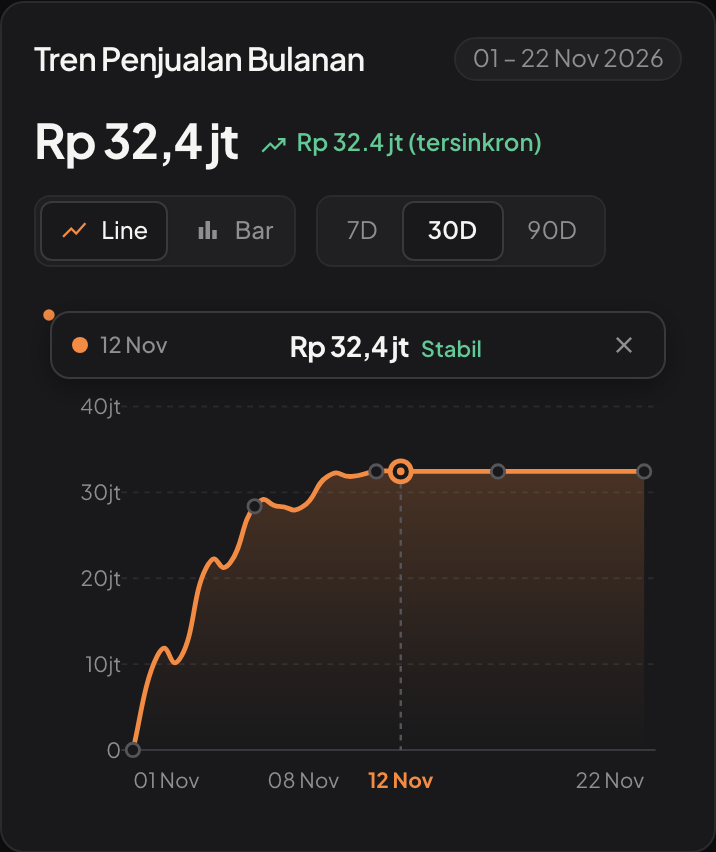 Tren Penjualan Bulanan
01 – 22 Nov 2026
Rp 32,4 jt
Rp 32.4 jt (tersinkron)
Line
Bar
7D
30D
90D
12 Nov
Rp 32,4 jt Stabil
40jt
30jt
20jt
10jt
0
01 Nov
08 Nov
12 Nov
22 Nov